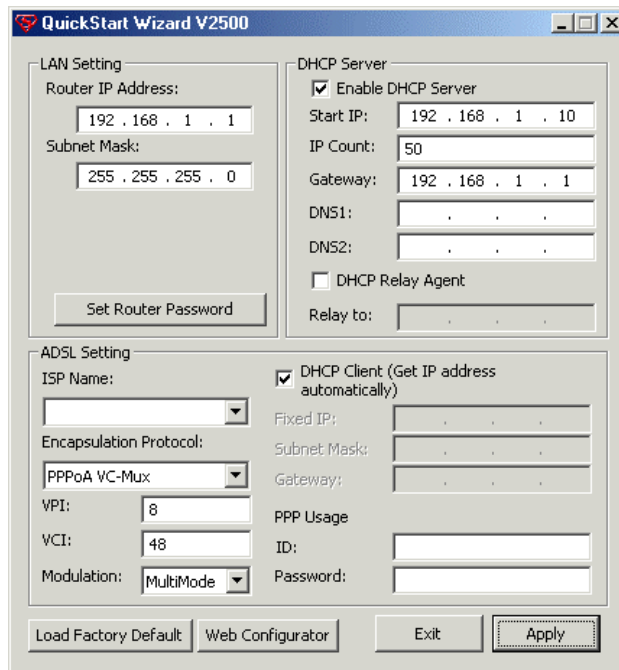 QuickStart Wizard V2500
LAN Setting
Router IP Address:
192 . 168 . 1 . 1
Subnet Mask:
255 . 255 . 255 . 0
Set Router Password
DHCP Server
Enable DHCP Server
Start IP: 192 . 168 . 1 . 10
IP Count: 50
Gateway: 192 . 168 . 1 . 1
DNS1: . . .
DNS2: . . .
DHCP Relay Agent
Relay to: . . .
ADSL Setting
ISP Name:
Encapsulation Protocol:
PPPoA VC-Mux
VPI: 8
VCI: 48
Modulation: MultiMode
DHCP Client (Get IP address
automatically)
Fixed IP: . . .
Subnet Mask: . . .
Gateway: . . .
PPP Usage
ID:
Password:
Load Factory Default
Web Configurator
Exit
Apply